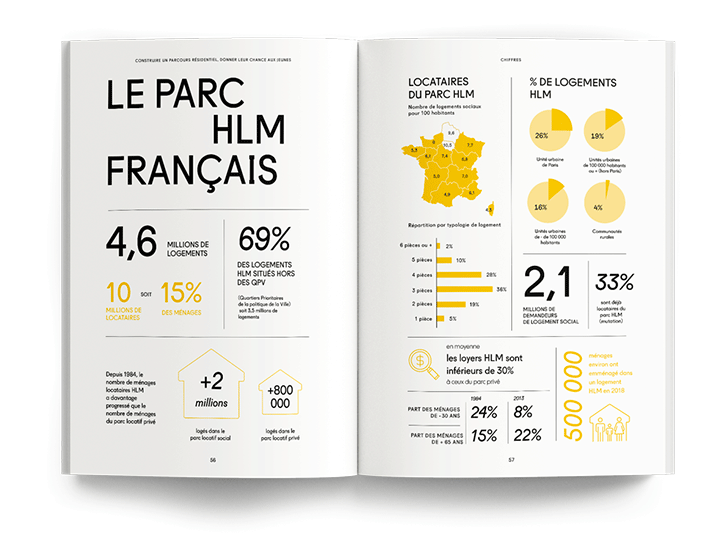 CONSTRUIRE UN PARCOURS RÉSIDENTIEL, DONNER LEUR CHANCE AUX JEUNES
LE PARC
HLM
FRANÇAIS
4,6
MILLIONS DE
LOGEMENTS
10
MILLIONS DE
LOCATAIRES
SOIT
15%
DES MÉNAGES
69%
DES LOGEMENTS
HLM SITUÉS HORS
DES QPV
(Quartiers Prioritaires
de la politique de la Ville)
soit 3,5 millions de
logements
Depuis 1984, le
nombre de ménages
locataires HLM
a davantage
progressé que le
nombre de ménages
du parc locatif privé
+2
millions
logés dans le
parc locatif social
+800
000
logés dans le
parc locatif privé
56
CHIFFRES
LOCATAIRES
DU PARC HLM
Nombre de logements sociaux
pour 100 habitants
9,6
10,5
7,7
5,3
6
6,1
7,4
6,8
5,0
7,0
4,9
6,1
4,5
Répartition par typologie de logement
6 pièces ou + 2%
5 pièces 10%
4 pièces 28%
3 pièces 36%
2 pièces 19%
1 pièce 5%
% DE LOGEMENTS
HLM
26%
Unité urbaine
de Paris
19%
Unités urbaines
de 100 000 habitants
ou + (hors Paris)
16%
Unités urbaines
de - de 100 000
habitants
4%
Communautés
rurales
2,1
MILLIONS DE
DEMANDEURS
DE LOGEMENT SOCIAL
33%
sont déjà
locataires du
parc HLM
(mutation)
en moyenne
les loyers HLM sont
inférieurs de 30%
à ceux du parc privé
1984 2013
PART DES MÉNAGES
DE -30 ANS
24% 8%
PART DES MÉNAGES
DE + 65 ANS
15% 22%
500 000
ménages
environ ont
emménagé dans
un logement
HLM en 2018
57